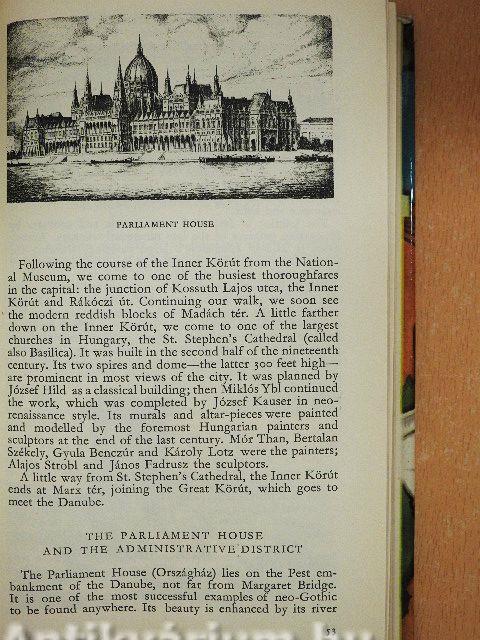 PARLIAMENT HOUSE
Following the course of the Inner Körút from the Nation-
al Museum, we come to one of the busiest thoroughfares
in the capital: the junction of Kossuth Lajos utca, the Inner
Körút and Rákóczi út. Continuing our walk, we soon see
the modern reddish blocks of Madách tér. A little farther
down on the Inner Körút, we come to one of the largest
churches in Hungary, the St. Stephen's Cathedral (called
also Basilica). It was built in the second half of the nineteenth
century. Its two spires and dome—the latter 300 feet high—
are prominent in most views of the city. It was planned by
József Hild as a classical building; then Miklós Ybl continued
the work, which was completed by József Kauser in neo-
renaissance style. Its murals and altar-pieces were painted
and modelled by the foremost Hungarian painters and
sculptors at the end of the last century. Mór Than, Bertalan
Székely, Gyula Benczúr and Károly Lotz were the painters;
Alajos Stróbl and János Fadrusz the sculptors.
A little way from St. Stephen's Cathedral, the Inner Körút
ends at Marx tér, joining the Great Körút, which goes to
meet the Danube.
THE PARLIAMENT HOUSE
AND THE ADMINISTRATIVE DISTRICT
The Parliament House (Országház) lies on the Pest em-
bankment of the Danube, not far from Margaret Bridge.
It is one of the most successful examples of neo-Gothic
to be found anywhere. Its beauty is enhanced by its river
53